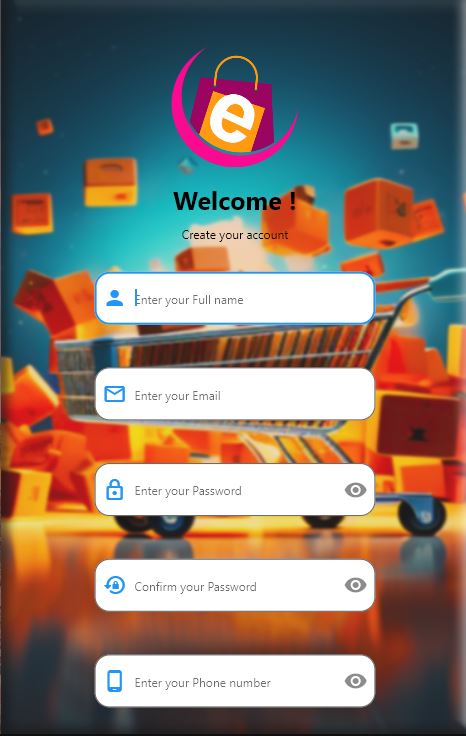 e
Welcome !
Create your account
Enter your Full name
Enter your Email
Enter your Password
Confirm your Password
Enter your Phone number